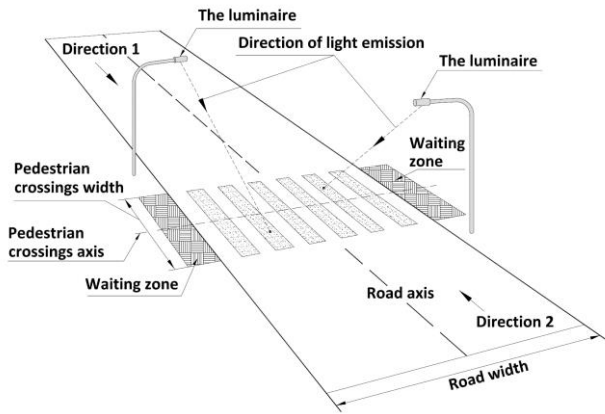 The luminaire
Direction 1
Direction of light emission
The luminaire
Waiting
zone
Pedestrian
crossings width
Pedestrian
crossings axis
Waiting zone
Road axis
Direction 2
Road width